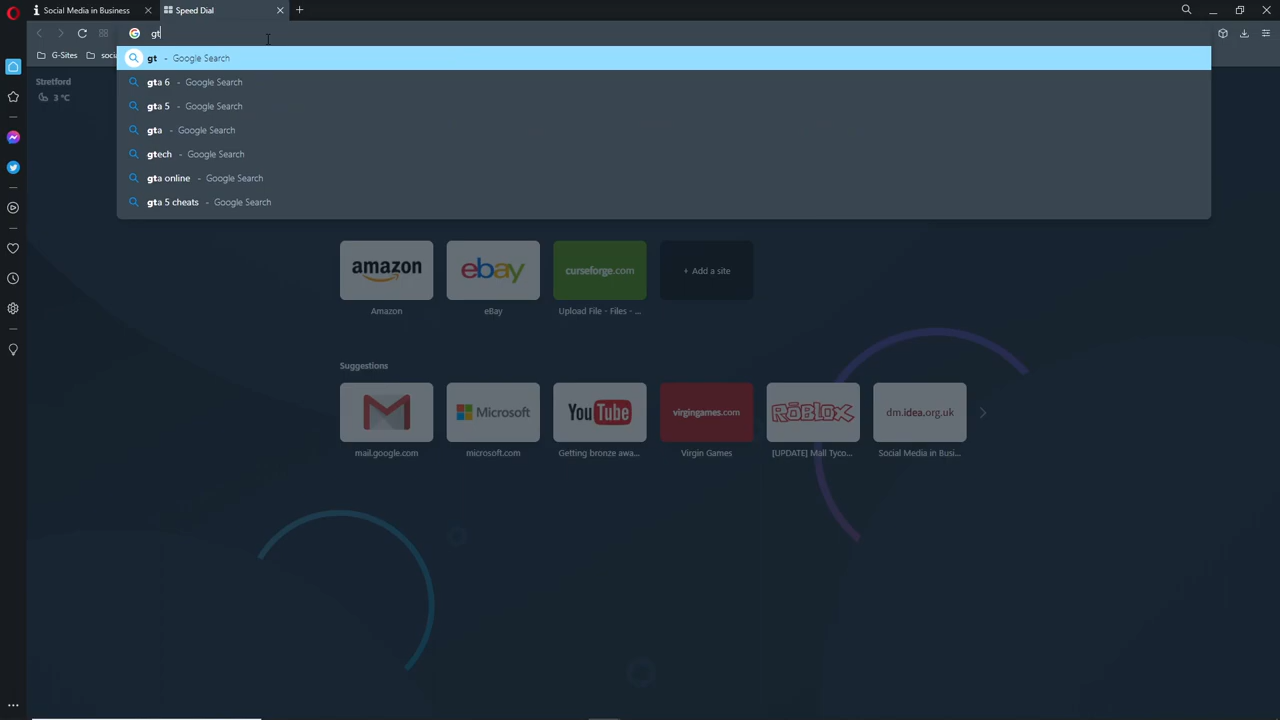 Social Media in Business
Speed Dial
gt
G-Sites
socia
gt - Google Search
gta 6 - Google Search
gta 5 - Google Search
gta - Google Search
gtech - Google Search
gta online - Google Search
gta 5 cheats - Google Search
Stretford
3 °C
amazon
ebay
curseforge.com
+ Add a site
Amazon
eBay
Upload File - Files - ...
Suggestions
Microsoft
YouTube
virgingames.com
ROBLOX
dm.idea.org.uk
mail.google.com
microsoft.com
Getting bronze awa...
Virgin Games
[UPDATE] Mall Tyco...
Social Media in Busi...